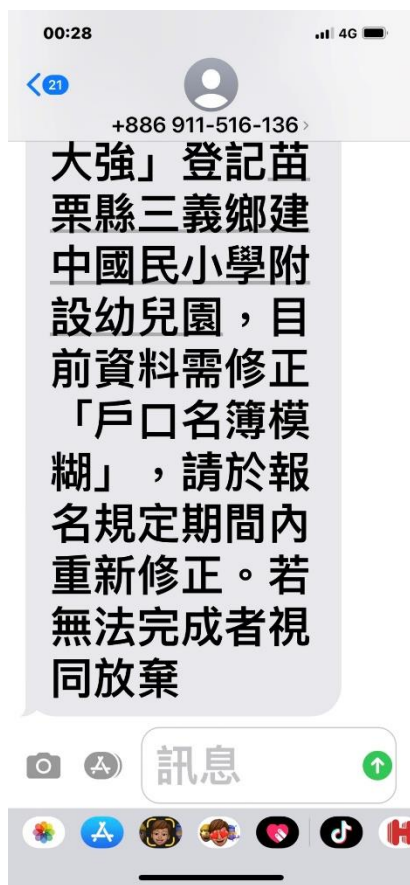 00:28
4G
21
+886 911-516-136
大強」登記苗
栗縣三義鄉建
中國民小學附
設幼兒園，目
前資料需修正
「戶口名簿模
糊」，請於報
名規定期間內
重新修正。若
無法完成者視
同放棄
訊息